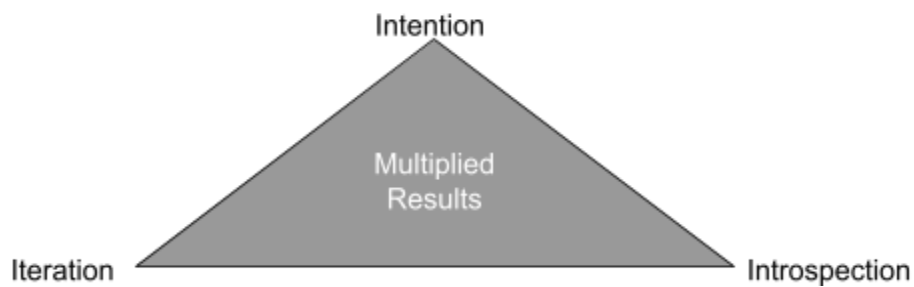 Intention
Multiplied
Results
Iteration
Introspection